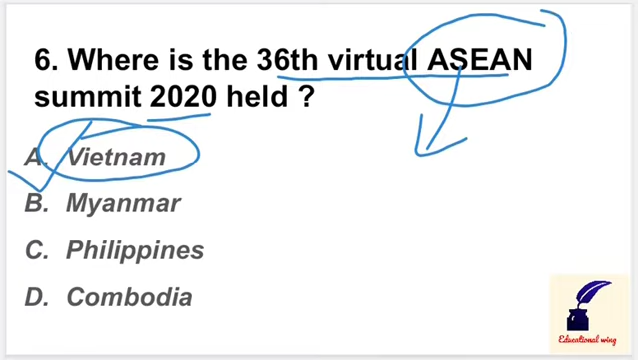 6. Where is the 36th virtual ASEAN
summit 2020 held ?
A. Vietnam
B. Myanmar
C. Philippines
D. Combodia
Educational wing